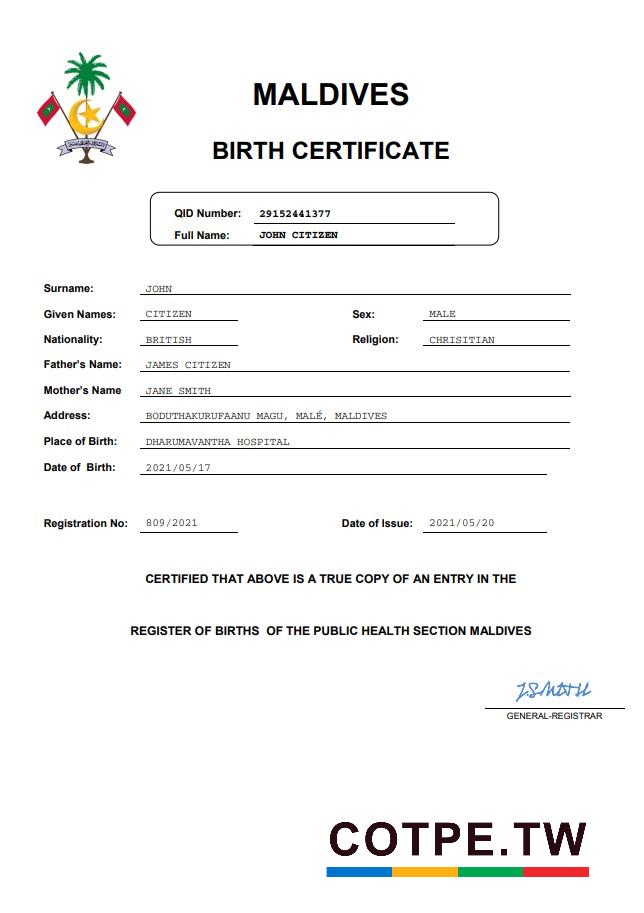 MALDIVES
BIRTH CERTIFICATE
QID Number: 29152441377
Full Name: JOHN CITIZEN
Surname: JOHN
Given Names: CITIZEN Sex: MALE
Nationality: BRITISH Religion: CHRISITIAN
Father's Name: JAMES CITIZEN
Mother's Name JANE SMITH
Address: BODUTHAKURUFAANU MAGU, MALÉ, MALDIVES
Place of Birth: DHARUMAVANTHA HOSPITAL
Date of Birth: 2021/05/17
Registration No: 809/2021 Date of Issue: 2021/05/20
CERTIFIED THAT ABOVE IS A TRUE COPY OF AN ENTRY IN THE
REGISTER OF BIRTHS OF THE PUBLIC HEALTH SECTION MALDIVES
J.SMITH
GENERAL-REGISTRAR
COTPE.TW